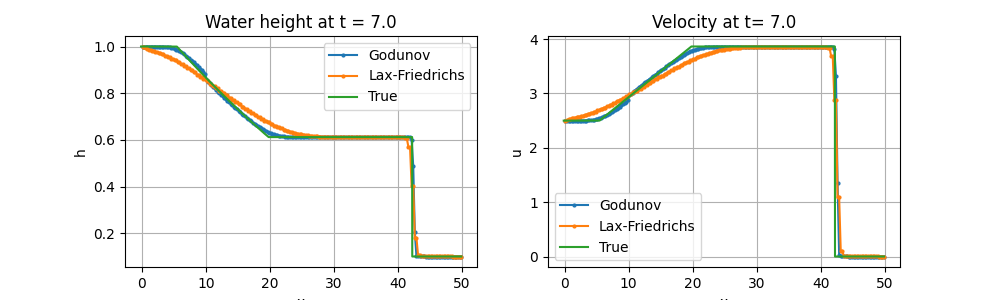 Water height at t = 7.0
1.0
0.8
0.6
0.4
0.2
h
0
10
20
30
40
50
Godunov
Lax-Friedrichs
True
Velocity at t= 7.0
4
3
2
1
0
u
0
10
20
30
40
50
Godunov
Lax-Friedrichs
True